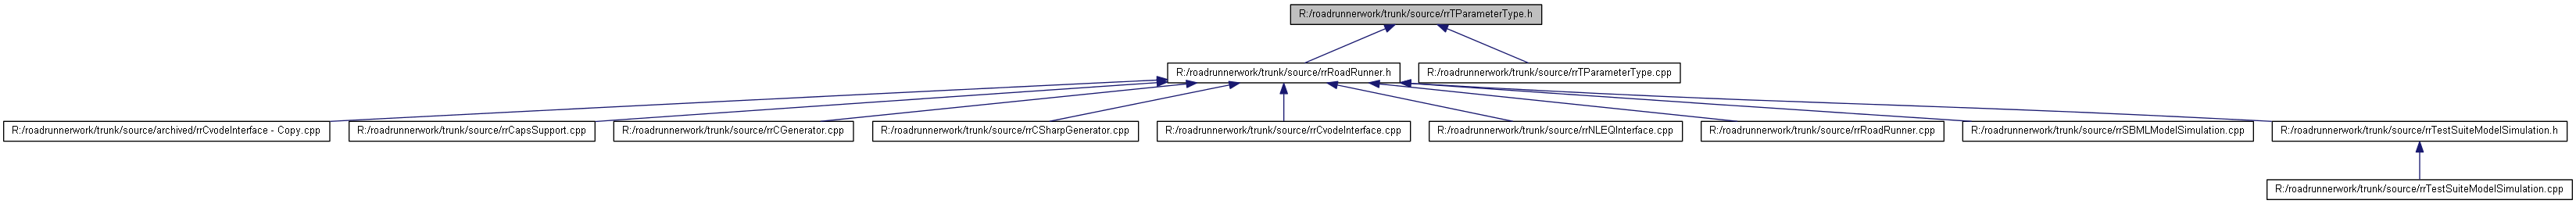 R:/roadrunnerwork/trunk/source/rrTParameterType.h
R:/roadrunnerwork/trunk/source/rrRoadRunner.h
R:/roadrunnerwork/trunk/source/rrTParameterType.cpp
R:/roadrunnerwork/trunk/source/archived/rrCvodeInterface - Copy.cpp
R:/roadrunnerwork/trunk/source/rrCapsSupport.cpp
R:/roadrunnerwork/trunk/source/rrCGenerator.cpp
R:/roadrunnerwork/trunk/source/rrCSharpGenerator.cpp
R:/roadrunnerwork/trunk/source/rrCvodeInterface.cpp
R:/roadrunnerwork/trunk/source/rrNLEQInterface.cpp
R:/roadrunnerwork/trunk/source/rrRoadRunner.cpp
R:/roadrunnerwork/trunk/source/rrSBMLModelSimulation.cpp
R:/roadrunnerwork/trunk/source/rrTestSuiteModelSimulation.h
R:/roadrunnerwork/trunk/source/rrTestSuiteModelSimulation.cpp